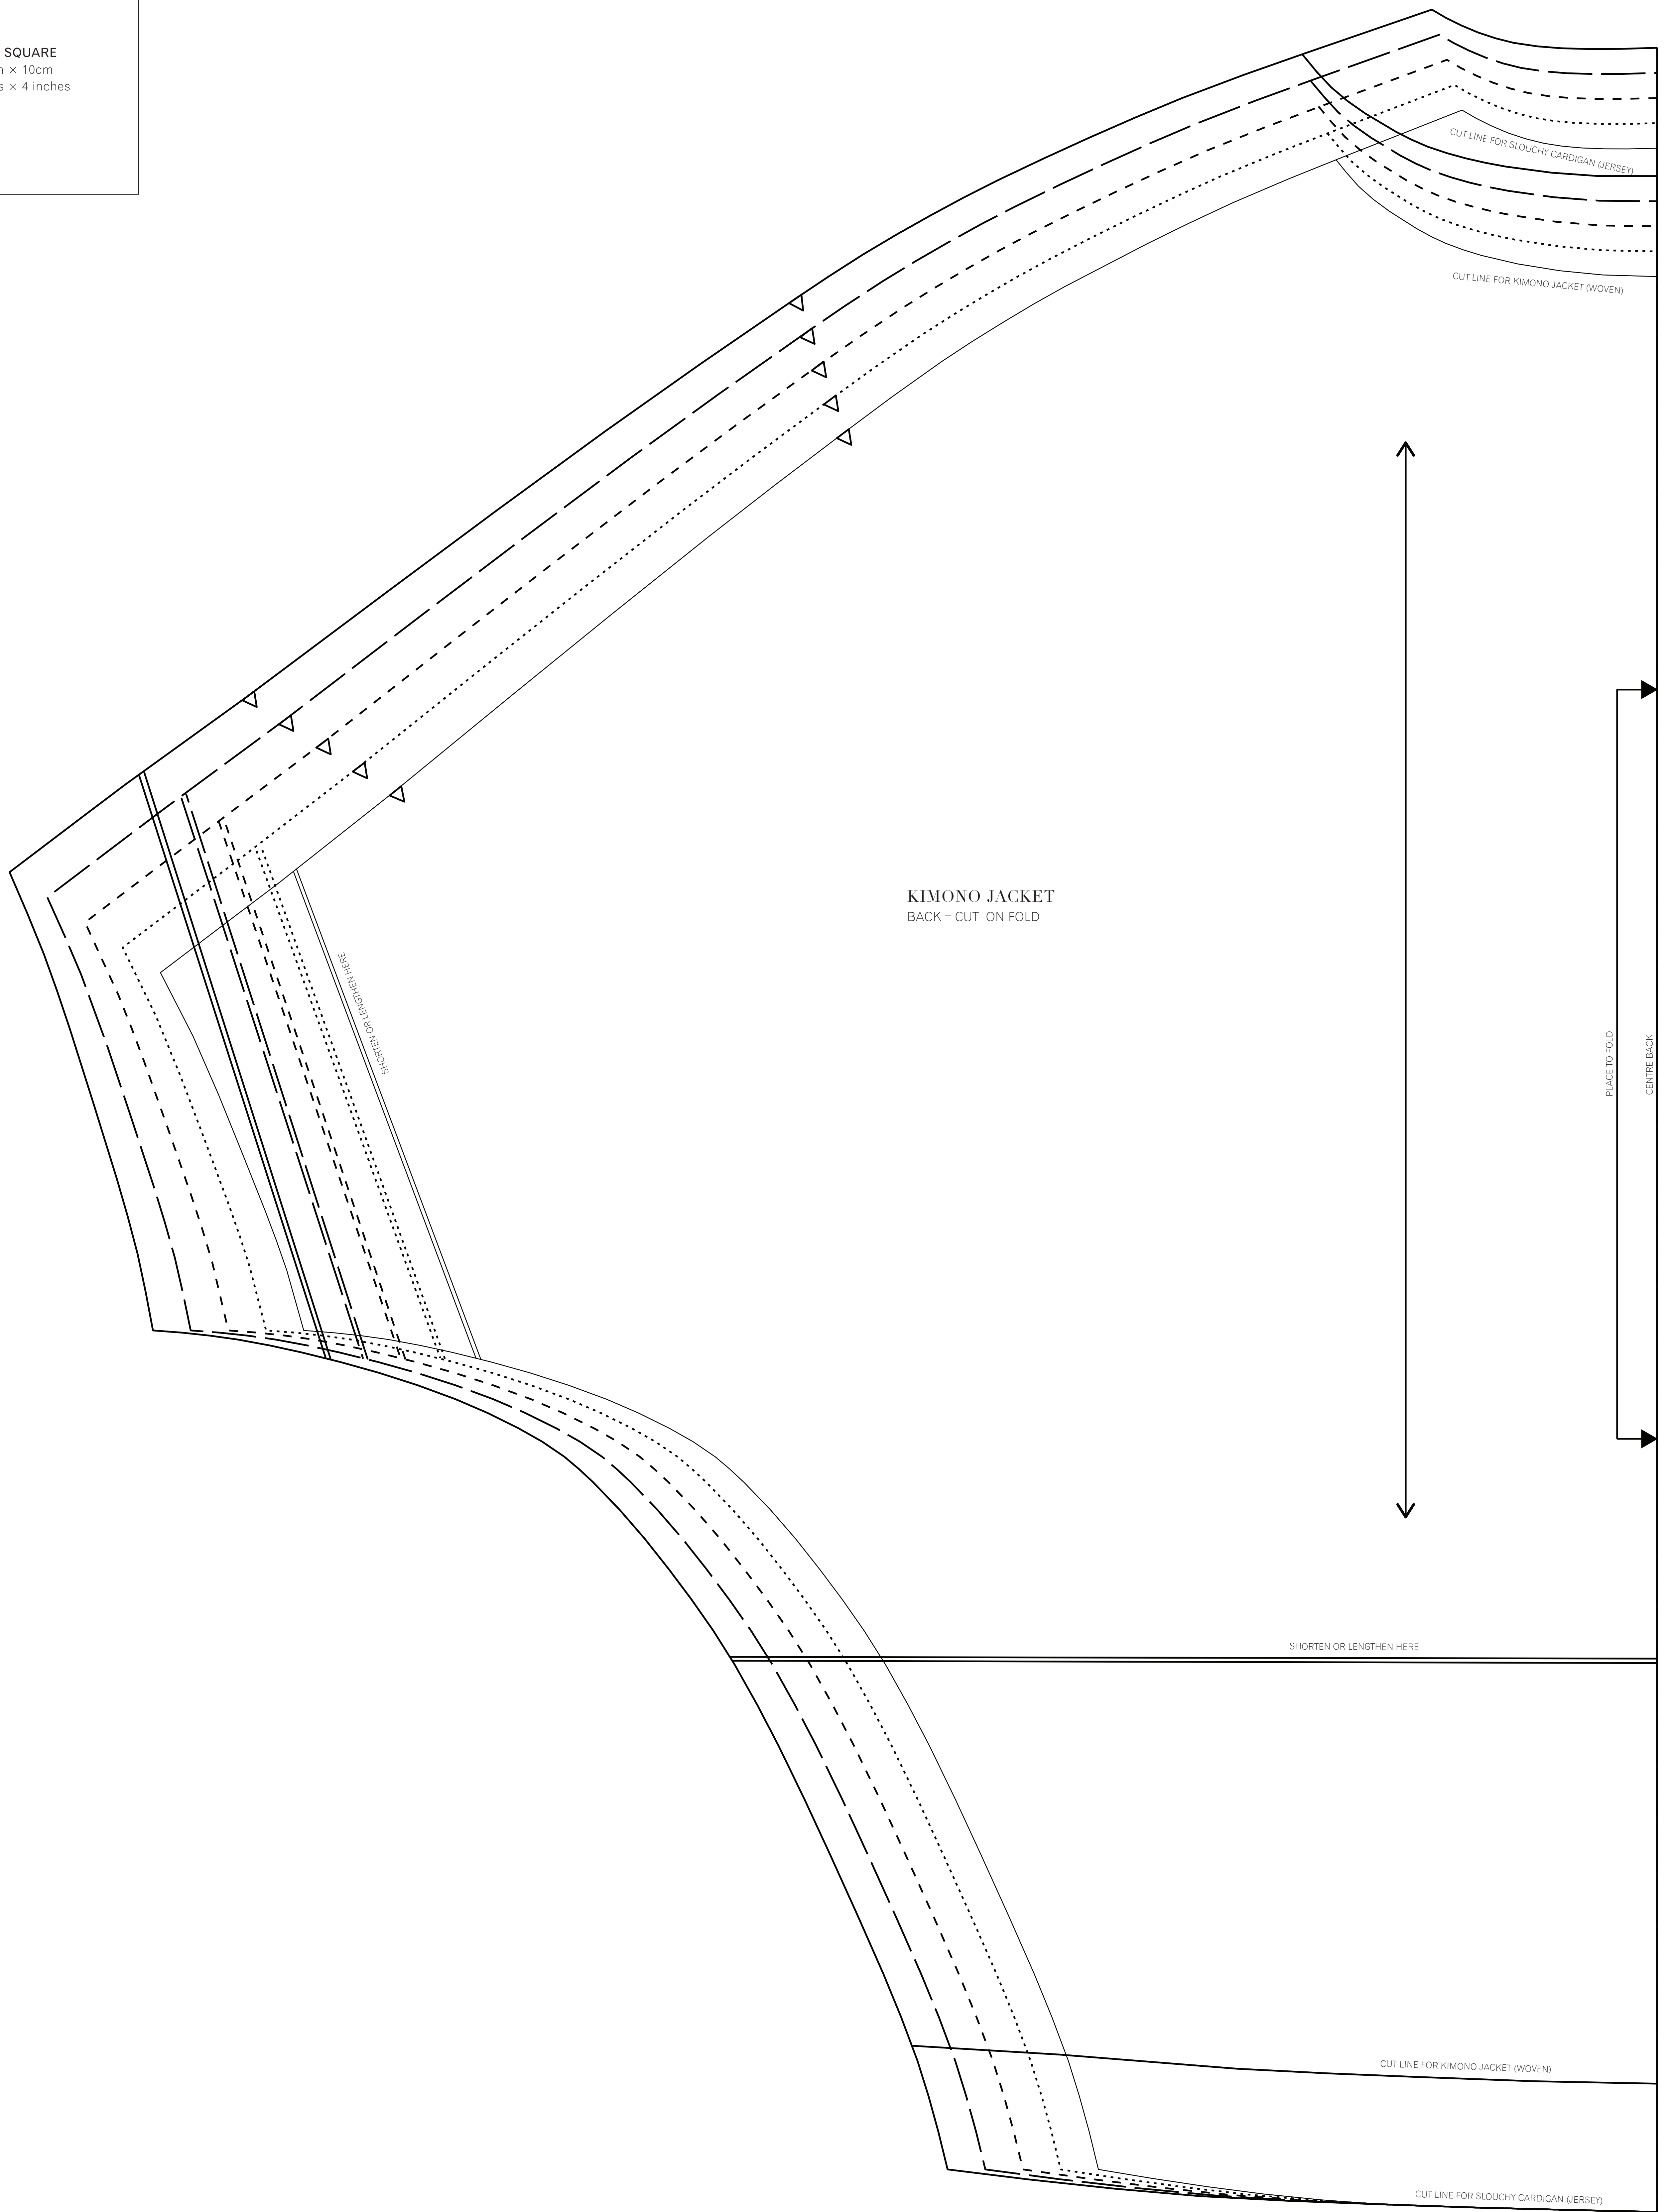 SQUARE
× 10cm
× 4 inches
CUT LINE FOR SLOUCHY CARDIGAN (JERSEY)
CUT LINE FOR KIMONO JACKET (WOVEN)
KIMONO JACKET
BACK – CUT ON FOLD
SHORTEN OR LENGTHEN HERE
PLACE TO FOLD
CENTRE BACK
SHORTEN OR LENGTHEN HERE
CUT LINE FOR KIMONO JACKET (WOVEN)
CUT LINE FOR SLOUCHY CARDIGAN (JERSEY)